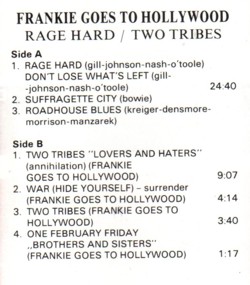 FRANKIE GOES TO HOLLYWOOD
RAGE HARD / TWO TRIBES
Side A
1. RAGE HARD (gill-johnson-nash-o'toole)
DON'T LOSE WHAT'S LEFT (gill-
-johnson-nash-o'toole) 24:40
2. SUFFRAGETTE CITY (bowie)
3. ROADHOUSE BLUES (kreiger-densmore-
morrison-manzarek)
Side B
1. TWO TRIBES "LOVERS AND HATERS"
(annihilation) (FRANKIE
GOES TO HOLLYWOOD) 9:07
2. WAR (HIDE YOURSELF) – surrender
(FRANKIE GOES TO HOLLYWOOD) 4:14
3. TWO TRIBES (FRANKIE GOES TO
HOLLYWOOD) 3:40
4. ONE FEBRUARY FRIDAY
„BROTHERS AND SISTERS"
(FRANKIE GOES TO HOLLYWOOD) 1:17